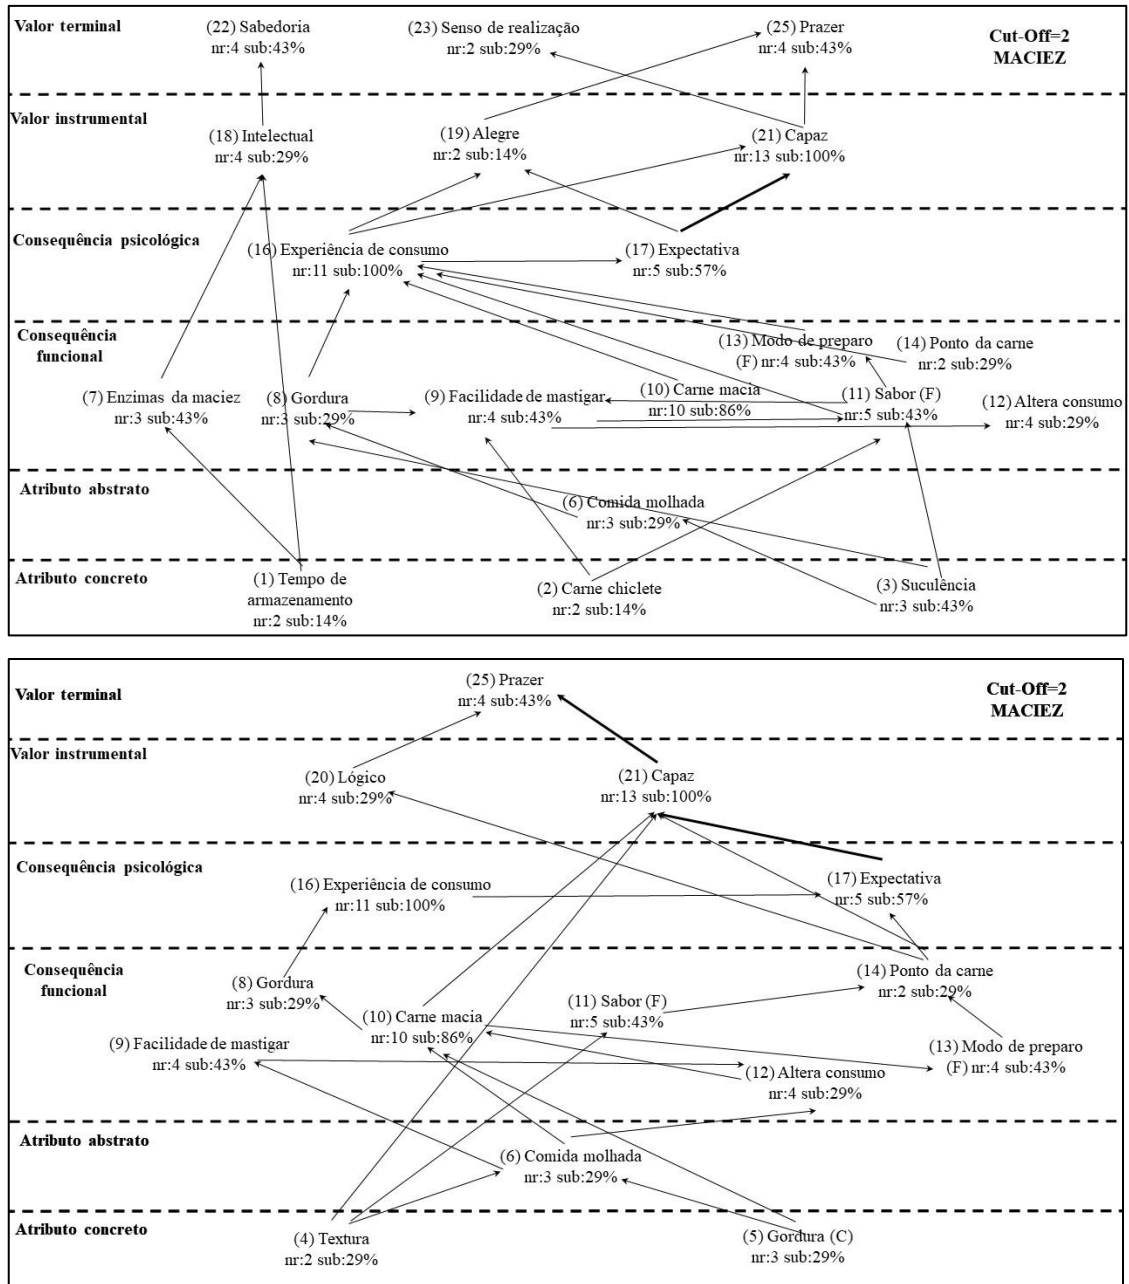 Valor terminal
(22) Sabedoria
nr:4 sub:43%
(23) Senso de realização
nr:2 sub:29%
(25) Prazer
nr:4 sub:43%
Cut-Off=2
MACIEZ
Valor instrumental
(18) Intelectual
nr:4 sub:29%
(19) Alegre
nr:2 sub:14%
(21) Capaz
nr:13 sub:100%
Consequência psicológica
(16) Experiência de consumo
nr:11 sub:100%
(17) Expectativa
nr:5 sub:57%
Consequência
funcional
(13) Modo de preparo
(F) nr:4 sub:43%
(14) Ponto da carne
nr:2 sub:29%
(7) Enzimas da maciez
nr:3 sub:43%
(8) Gordura
nr:3 sub:29%
(9) Facilidade de mastigar
nr:4 sub:43%
(10) Carne macia
nr:10 sub:86%
(11) Sabor (F)
nr:5 sub:43%
(12) Altera consumo
nr:4 sub:29%
Atributo abstrato
(6) Comida molhada
nr:3 sub:29%
Atributo concreto
(1) Tempo de
armazenamento
nr:2 sub:14%
(2) Carne chiclete
nr:2 sub:14%
(3) Suculência
nr:3 sub:43%
Valor terminal
(25) Prazer
nr:4 sub:43%
Cut-Off=2
MACIEZ
Valor instrumental
(20) Lógico
nr:4 sub:29%
(21) Capaz
nr:13 sub:100%
Consequência psicológica
(16) Experiência de consumo
nr:11 sub:100%
(17) Expectativa
nr:5 sub:57%
Consequência
funcional
(8) Gordura
nr:3 sub:29%
(14) Ponto da carne
nr:2 sub:29%
(10) Carne macia
nr:10 sub:86%
(11) Sabor (F)
nr:5 sub:43%
(9) Facilidade de mastigar
nr:4 sub:43%
(13) Modo de preparo
(F) nr:4 sub:43%
(12) Altera consumo
nr:4 sub:29%
Atributo abstrato
(6) Comida molhada
nr:3 sub:29%
Atributo concreto
(4) Textura
nr:2 sub:29%
(5) Gordura (C)
nr:3 sub:29%